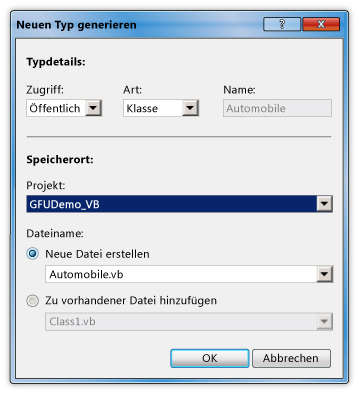 Neuen Typ generieren
Typdetails:
Zugriff: Art: Name:
Öffentlich Klasse Automobile
Speicherort:
Projekt:
GFUDemo_VB
Dateiname:
Neue Datei erstellen
Automobile.vb
Zu vorhandener Datei hinzufügen
Class1.vb
OK Abbrechen